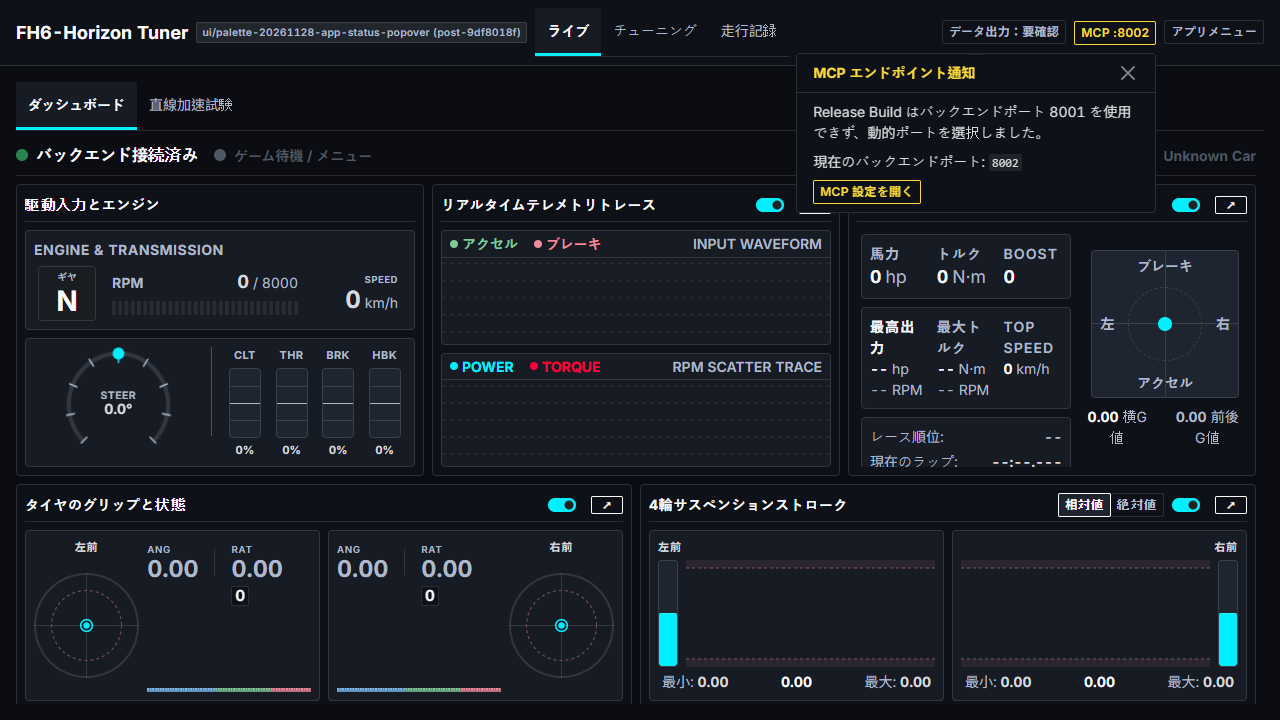 FH6-Horizon Tuner
ui/palette-20261128-app-status-popover (post-9df8018f)
ライブ
チューニング
走行記録
データ出力：要確認
MCP :8002
アプリメニュー
MCP エンドポイント通知
Release Build はバックエンドポート 8001 を使用
できず、動的ポートを選択しました。
現在のバックエンドポート: 8002
MCP 設定を開く
ダッシュボード
直線加速試験
バックエンド接続済み
ゲーム待機 / メニュー
Unknown Car
駆動入力とエンジン
ENGINE & TRANSMISSION
ギヤ
N
RPM
0 / 8000
SPEED
0 km/h
STEER
0.0°
CLT THR BRK HBK
0% 0% 0% 0%
リアルタイムテレメトリトレース
アクセル
ブレーキ
INPUT WAVEFORM
POWER
TORQUE
RPM SCATTER TRACE
↗
馬力
0 hp
トルク
0 N·m
BOOST
0
最高出
力
-- hp
-- RPM
最大ト
ルク
-- N·m
-- RPM
TOP
SPEED
0 km/h
レース順位: --
現在のラップ: --:--.---
ブレーキ
左
右
アクセル
0.00 横G
値
0.00 前後
G値
タイヤのグリップと状態
↗
左前
ANG
0.00
RAT
0.00
0
ANG
0.00
RAT
0.00
0
右前
4輪サスペンションストローク
相対値
絶対値
↗
左前
最小: 0.00
0.00
最大: 0.00
右前
最小: 0.00
0.00
最大: 0.00